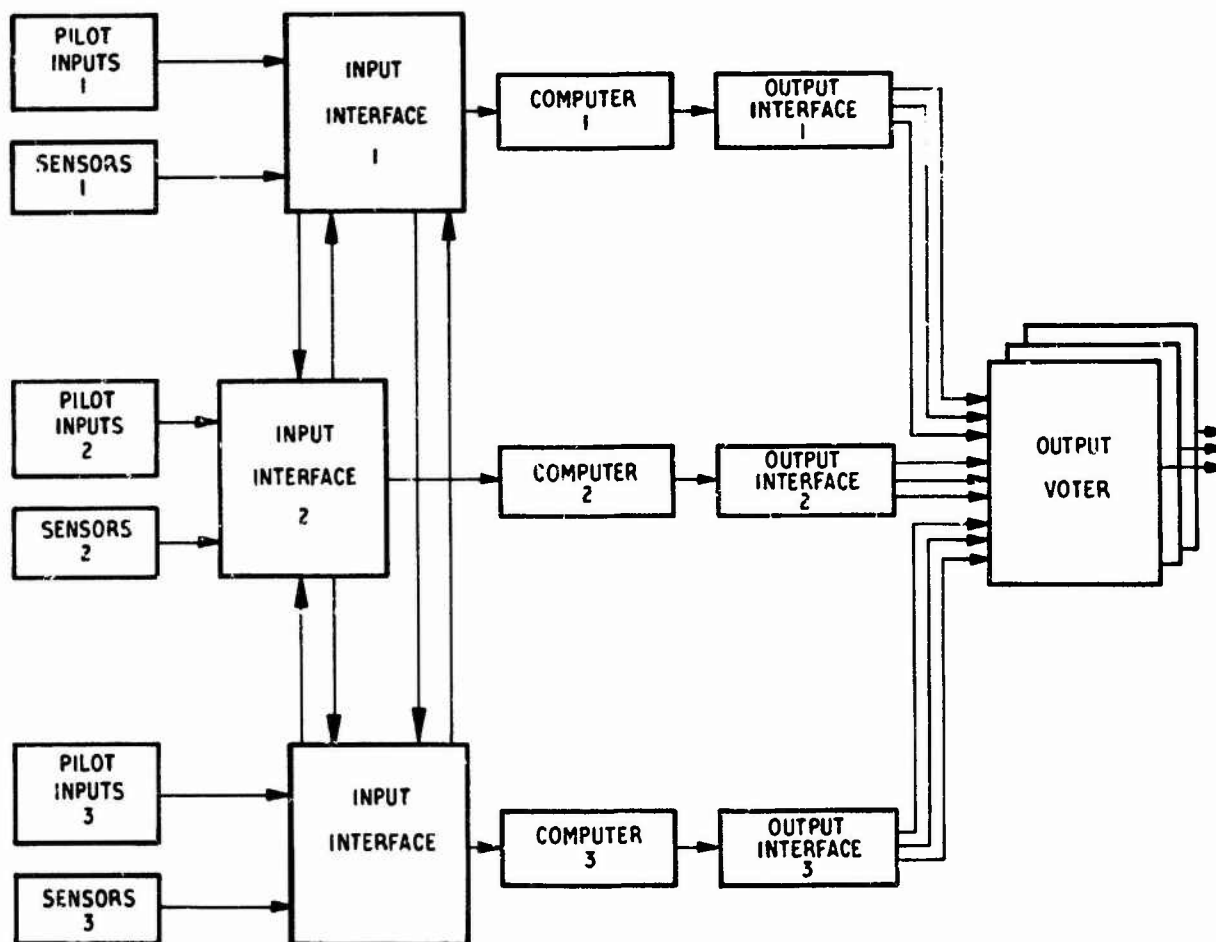 PILOT
INPUTS
1
SENSORS
1
INPUT
INTERFACE
1
COMPUTER
1
OUTPUT
INTERFACE
1
PILOT
INPUTS
2
SENSORS
2
INPUT
INTERFACE
2
COMPUTER
2
OUTPUT
INTERFACE
2
OUTPUT
VOTER
PILOT
INPUTS
3
SENSORS
3
INPUT
INTERFACE
COMPUTER
3
OUTPUT
INTERFACE
3